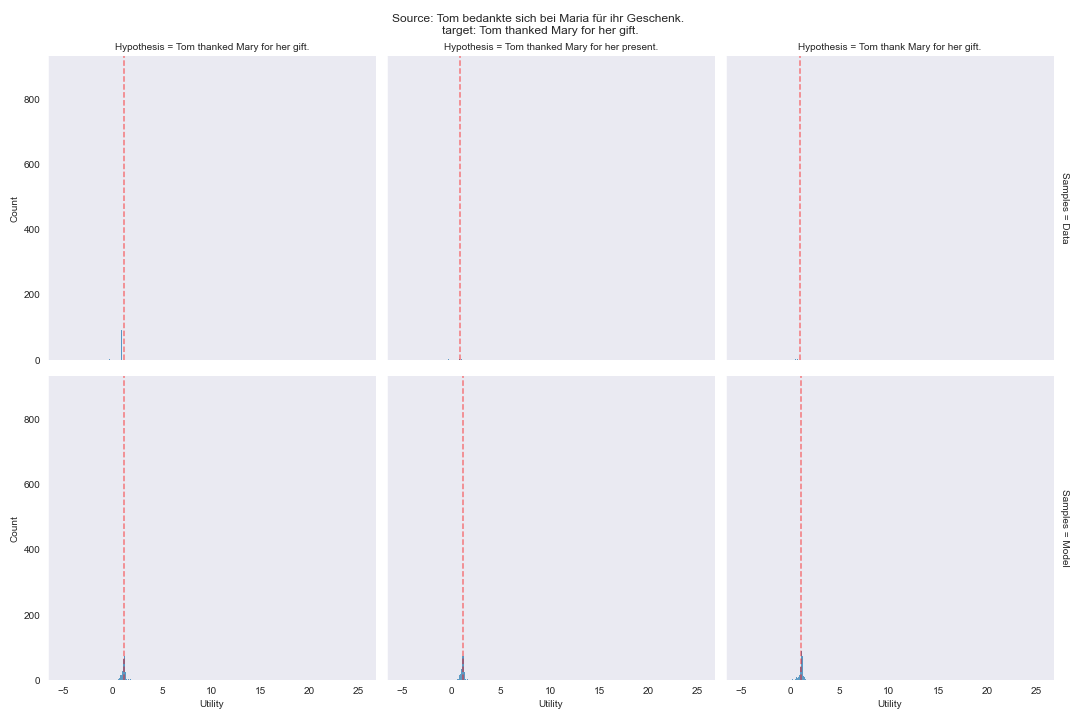 Source: Tom bedankte sich bei Maria für ihr Geschenk.
target: Tom thanked Mary for her gift.
Hypothesis = Tom thanked Mary for her gift.
Hypothesis = Tom thanked Mary for her present.
Hypothesis = Tom thank Mary for her gift.
800
600
400
200
0
Count
Samples = Data
800
600
400
200
0
Count
Samples = Model
−5 0 5 10 15 20 25
−5 0 5 10 15 20 25
−5 0 5 10 15 20 25
Utility
Utility
Utility